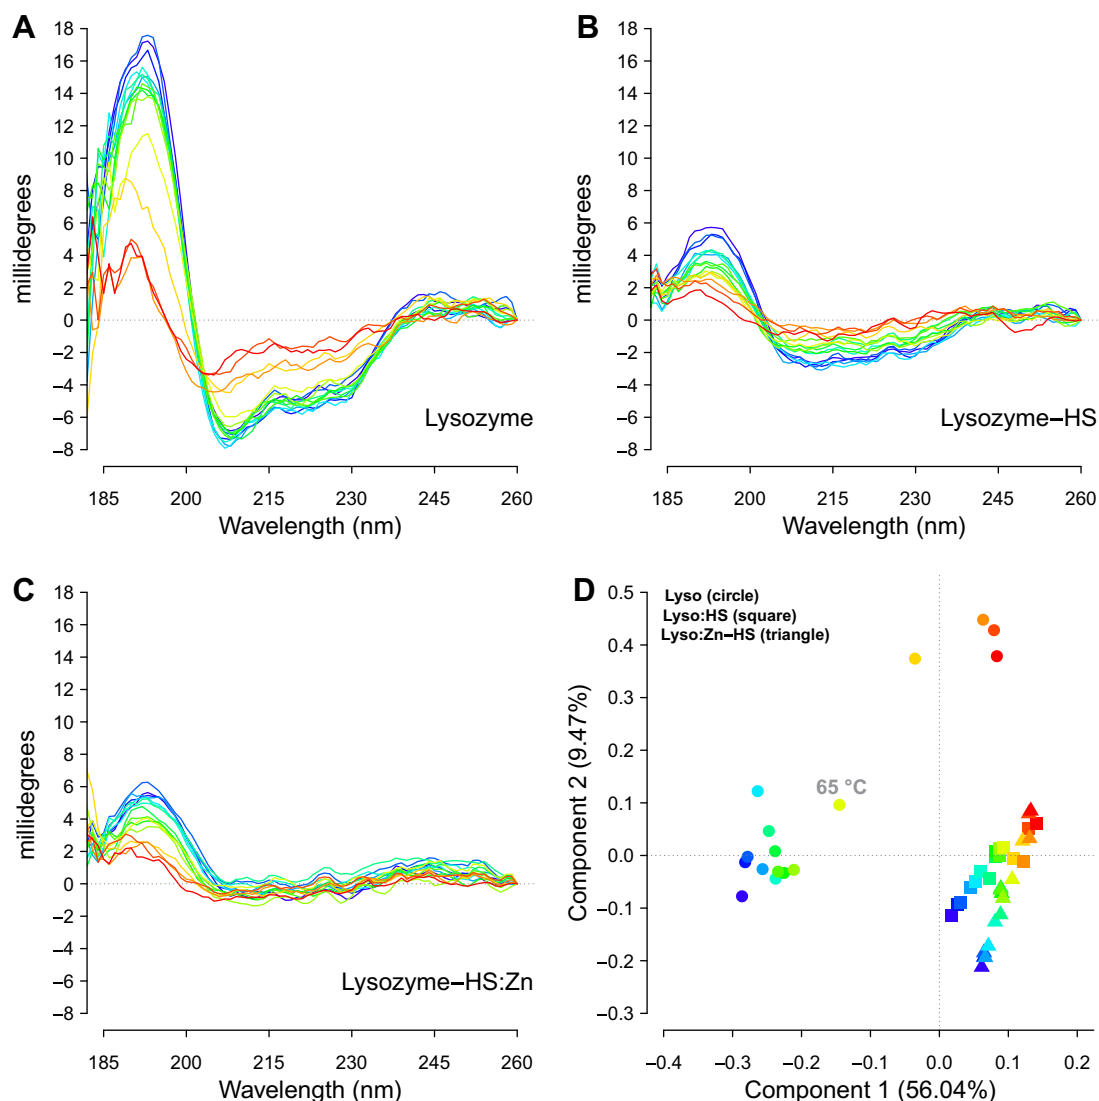 A
18
16
14
12
10
8
6
4
2
0
−2
−4
−6
−8
millidegrees
Lysozyme
185 200 215 230 245 260
Wavelength (nm)
B
18
16
14
12
10
8
6
4
2
0
−2
−4
−6
−8
millidegrees
Lysozyme−HS
185 200 215 230 245 260
Wavelength (nm)
C
18
16
14
12
10
8
6
4
2
0
−2
−4
−6
−8
millidegrees
Lysozyme−HS:Zn
185 200 215 230 245 260
Wavelength (nm)
D
0.5
0.4
0.3
0.2
0.1
0.0
−0.1
−0.2
−0.3
Component 2 (9.47%)
Lyso (circle)
Lyso:HS (square)
Lyso:Zn−HS (triangle)
65 °C
−0.4 −0.3 −0.2 −0.1 0.0 0.1 0.2
Component 1 (56.04%)